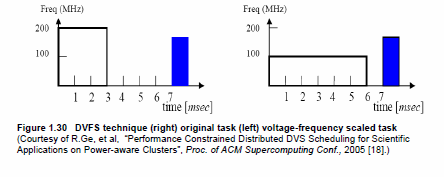 Freq (MHz)
200
100
1 2 3 4 5 6 7
time [msec]
Freq (MHz)
200
100
1 2 3 4 5 6 7
time [msec]
Figure 1.30 DVFS technique (right) original task (left) voltage-frequency scaled task
(Courtesy of R.Ge, et al, "Performance Constrained Distributed DVS Scheduling for Scientific
Applications on Power-aware Clusters", Proc. of ACM Supercomputing Conf., 2005 [18].)